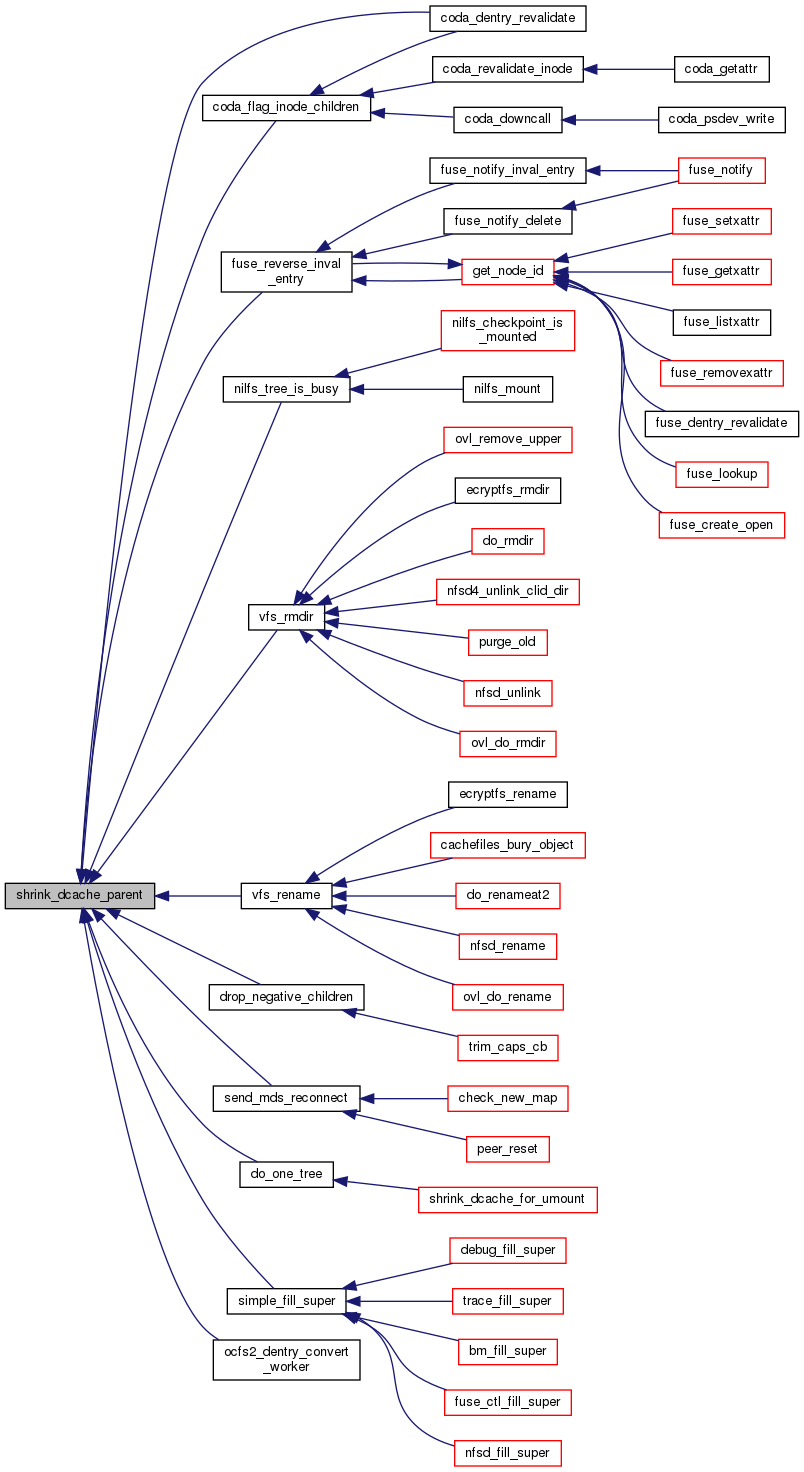 coda_dentry_revalidate
coda_revalidate_inode
coda_getattr
coda_flag_inode_children
coda_downcall
coda_psdev_write
fuse_notify_inval_entry
fuse_notify
fuse_notify_delete
fuse_setxattr
fuse_reverse_inval
_entry
get_node_id
fuse_getxattr
fuse_listxattr
nilfs_checkpoint_is
_mounted
fuse_removexattr
nilfs_tree_is_busy
nilfs_mount
fuse_dentry_revalidate
ovl_remove_upper
fuse_lookup
ecryptfs_rmdir
fuse_create_open
do_rmdir
nfsd4_unlink_clid_dir
vfs_rmdir
purge_old
nfsd_unlink
ovl_do_rmdir
ecryptfs_rename
cachefiles_bury_object
shrink_dcache_parent
vfs_rename
do_renameat2
nfsd_rename
drop_negative_children
ovl_do_rename
trim_caps_cb
send_mds_reconnect
check_new_map
peer_reset
do_one_tree
shrink_dcache_for_umount
debug_fill_super
simple_fill_super
trace_fill_super
ocfs2_dentry_convert
_worker
bm_fill_super
fuse_ctl_fill_super
nfsd_fill_super